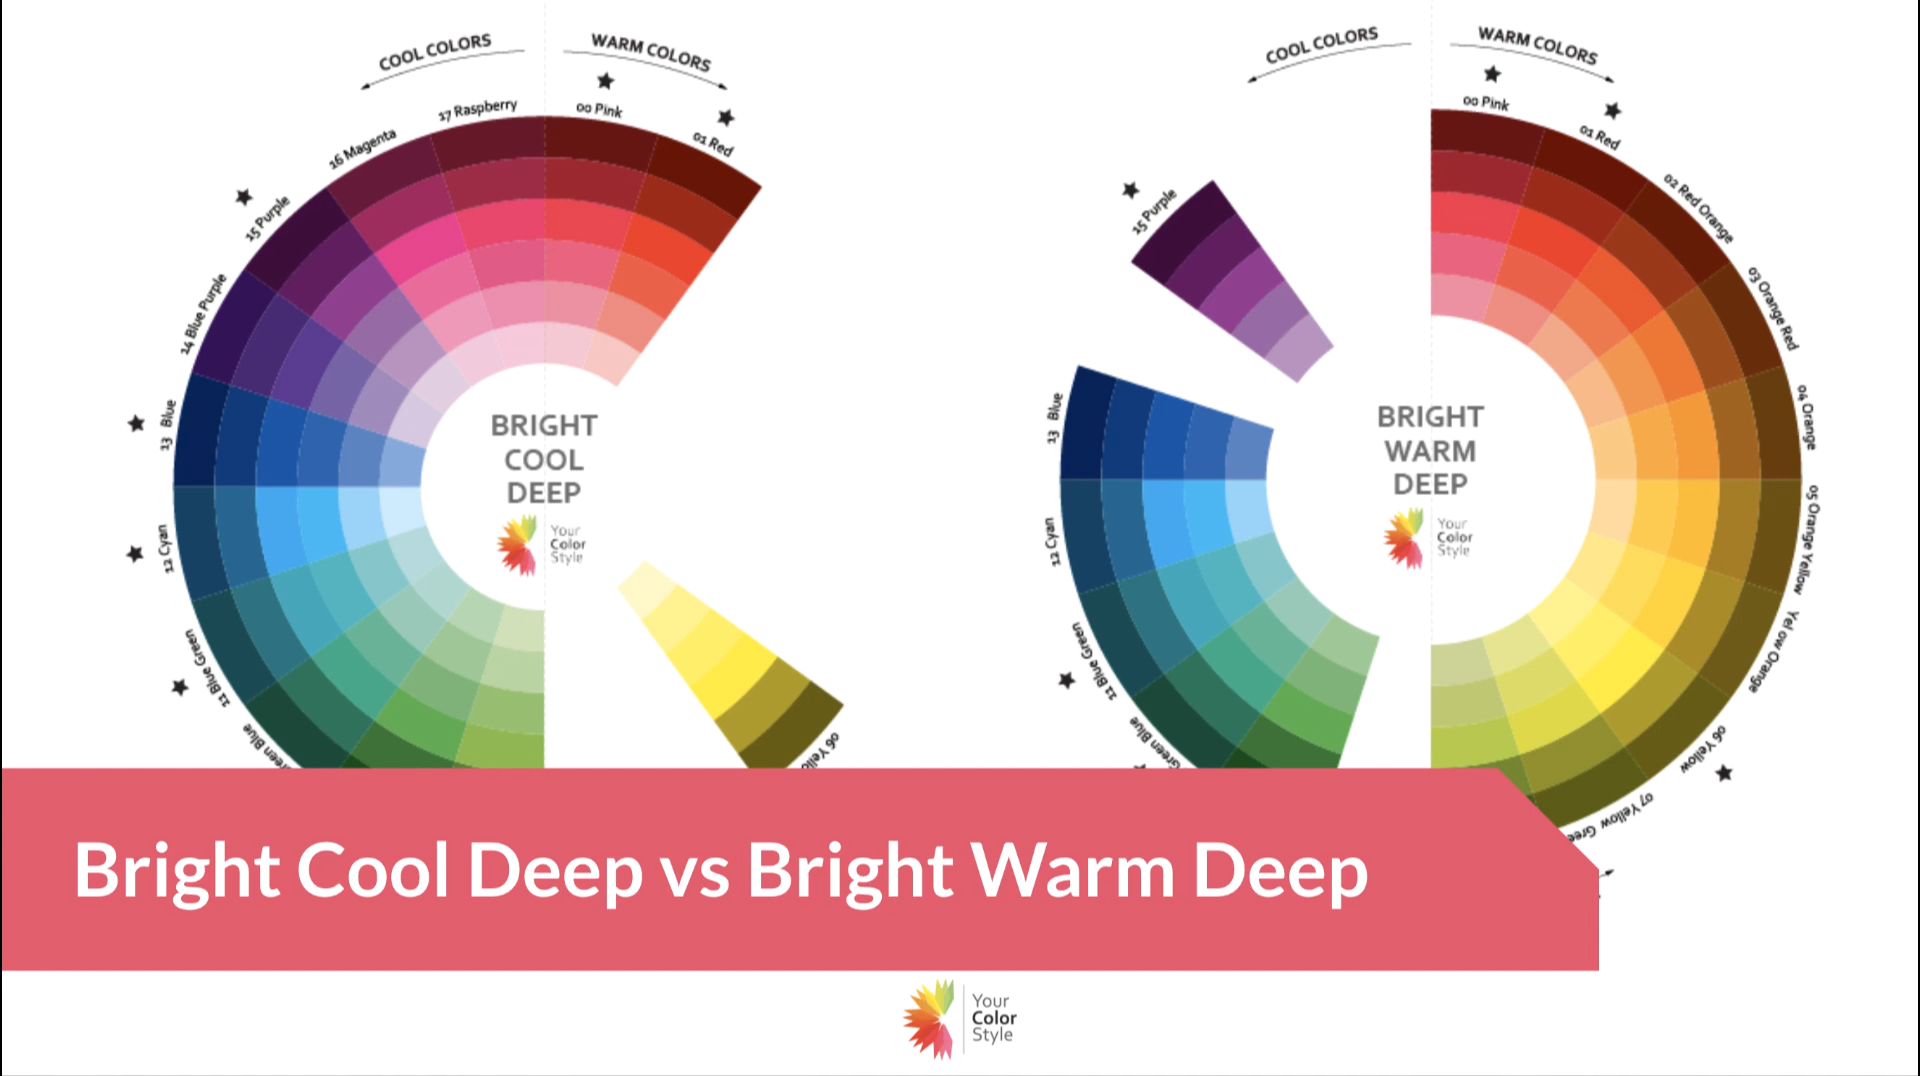 COOL COLORS
WARM COLORS
17 Raspberry
00 Pink
16 Magenta
01 Red
15 Purple
14 Blue Purple
13 Blue
12 Cyan
11 Blue Green
BRIGHT
COOL
DEEP
Your
Color
Style
COOL COLORS
WARM COLORS
00 Pink
01 Red
02 Red Orange
03 Orange Red
04 Orange
05 Orange Yellow
Yel ow Orange
06 Yellow
07 Yellow
15 Purple
13 Blue
12 Cyan
11 Blue Green
Green Blue
BRIGHT
WARM
DEEP
Your
Color
Style
Bright Cool Deep vs Bright Warm Deep
Your
Color
Style